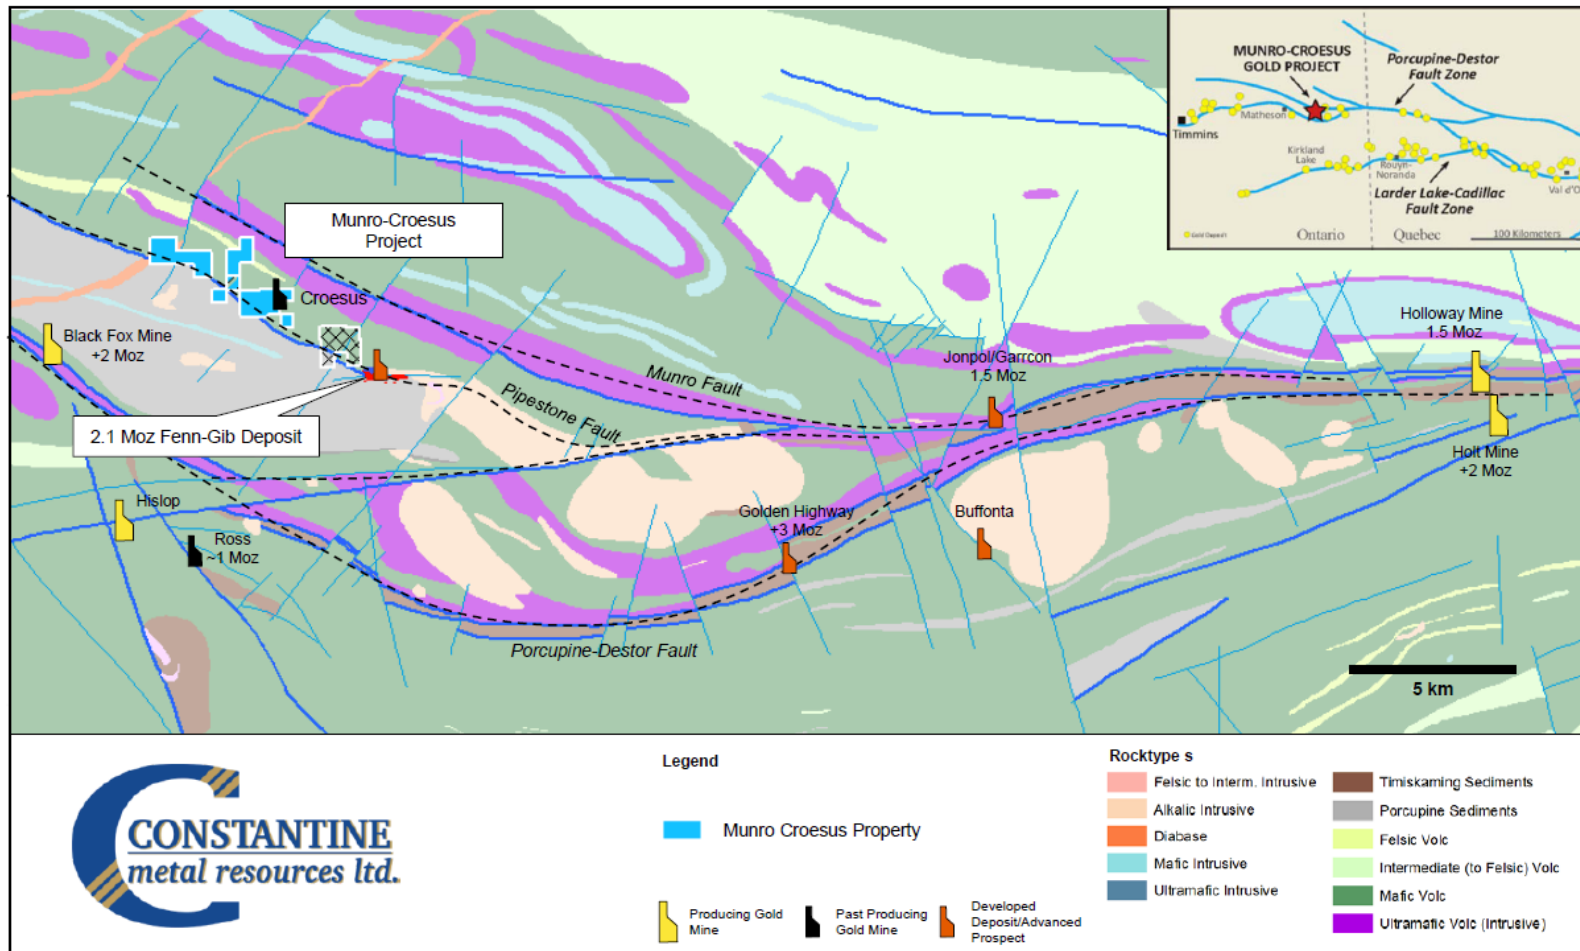 MUNRO-CROESUS
GOLD PROJECT
Porcupine-Destor
Fault Zone
Matheson
Timmins
Kirkland
Lake
Rouyn-
Noranda
Larder Lake-Cadillac
Fault Zone
Val d'O
Gold Deposit
Ontario
Quebec
100 Kilometers
Munro-Croesus
Project
Croesus
Black Fox Mine
+2 Moz
Holloway Mine
1.5 Moz
Jonpol/Garrcon
1.5 Moz
Munro Fault
Pipestone Fault
2.1 Moz Fenn-Gib Deposit
Holt Mine
+2 Moz
Hislop
Ross
~1 Moz
Golden Highway
+3 Moz
Buffonta
Porcupine-Destor Fault
5 km
CONSTANTINE
metal resources ltd.
Legend
Munro Croesus Property
Producing Gold
Mine
Past Producing
Gold Mine
Developed
Deposit/Advanced
Prospect
Rocktype s
Felsic to Interm. Intrusive
Alkalic Intrusive
Diabase
Mafic Intrusive
Ultramafic Intrusive
Timiskaming Sediments
Porcupine Sediments
Felsic Volc
Intermediate (to Felsic) Volc
Mafic Volc
Ultramafic Volc (Intrusive)